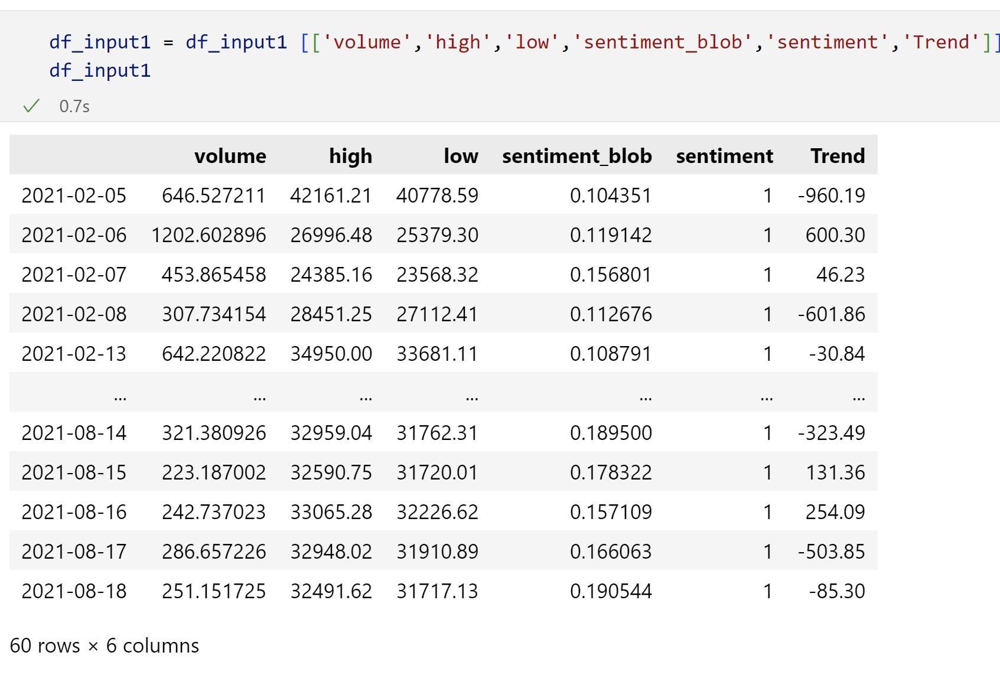 df_input1 = df_input1 [['volume','high','low','sentiment_blob','sentiment','Trend']]
df_input1
0.7s
volume high low sentiment_blob sentiment Trend
2021-02-05 646.527211 42161.21 40778.59 0.104351 1 -960.19
2021-02-06 1202.602896 26996.48 25379.30 0.119142 1 600.30
2021-02-07 453.865458 24385.16 23568.32 0.156801 1 46.23
2021-02-08 307.734154 28451.25 27112.41 0.112676 1 -601.86
2021-02-13 642.220822 34950.00 33681.11 0.108791 1 -30.84
... ... ... ... ... ... ...
2021-08-14 321.380926 32959.04 31762.31 0.189500 1 -323.49
2021-08-15 223.187002 32590.75 31720.01 0.178322 1 131.36
2021-08-16 242.737023 33065.28 32226.62 0.157109 1 254.09
2021-08-17 286.657226 32948.02 31910.89 0.166063 1 -503.85
2021-08-18 251.151725 32491.62 31717.13 0.190544 1 -85.30
60 rows × 6 columns